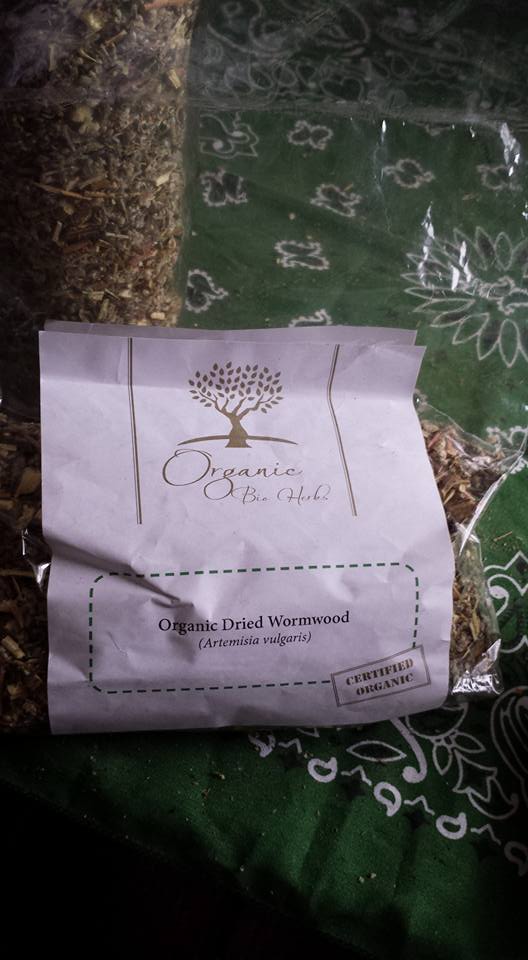 Organic
Bio Herbs
Organic Dried Wormwood
(Artemisia vulgaris)
CERTIFIED
ORGANIC